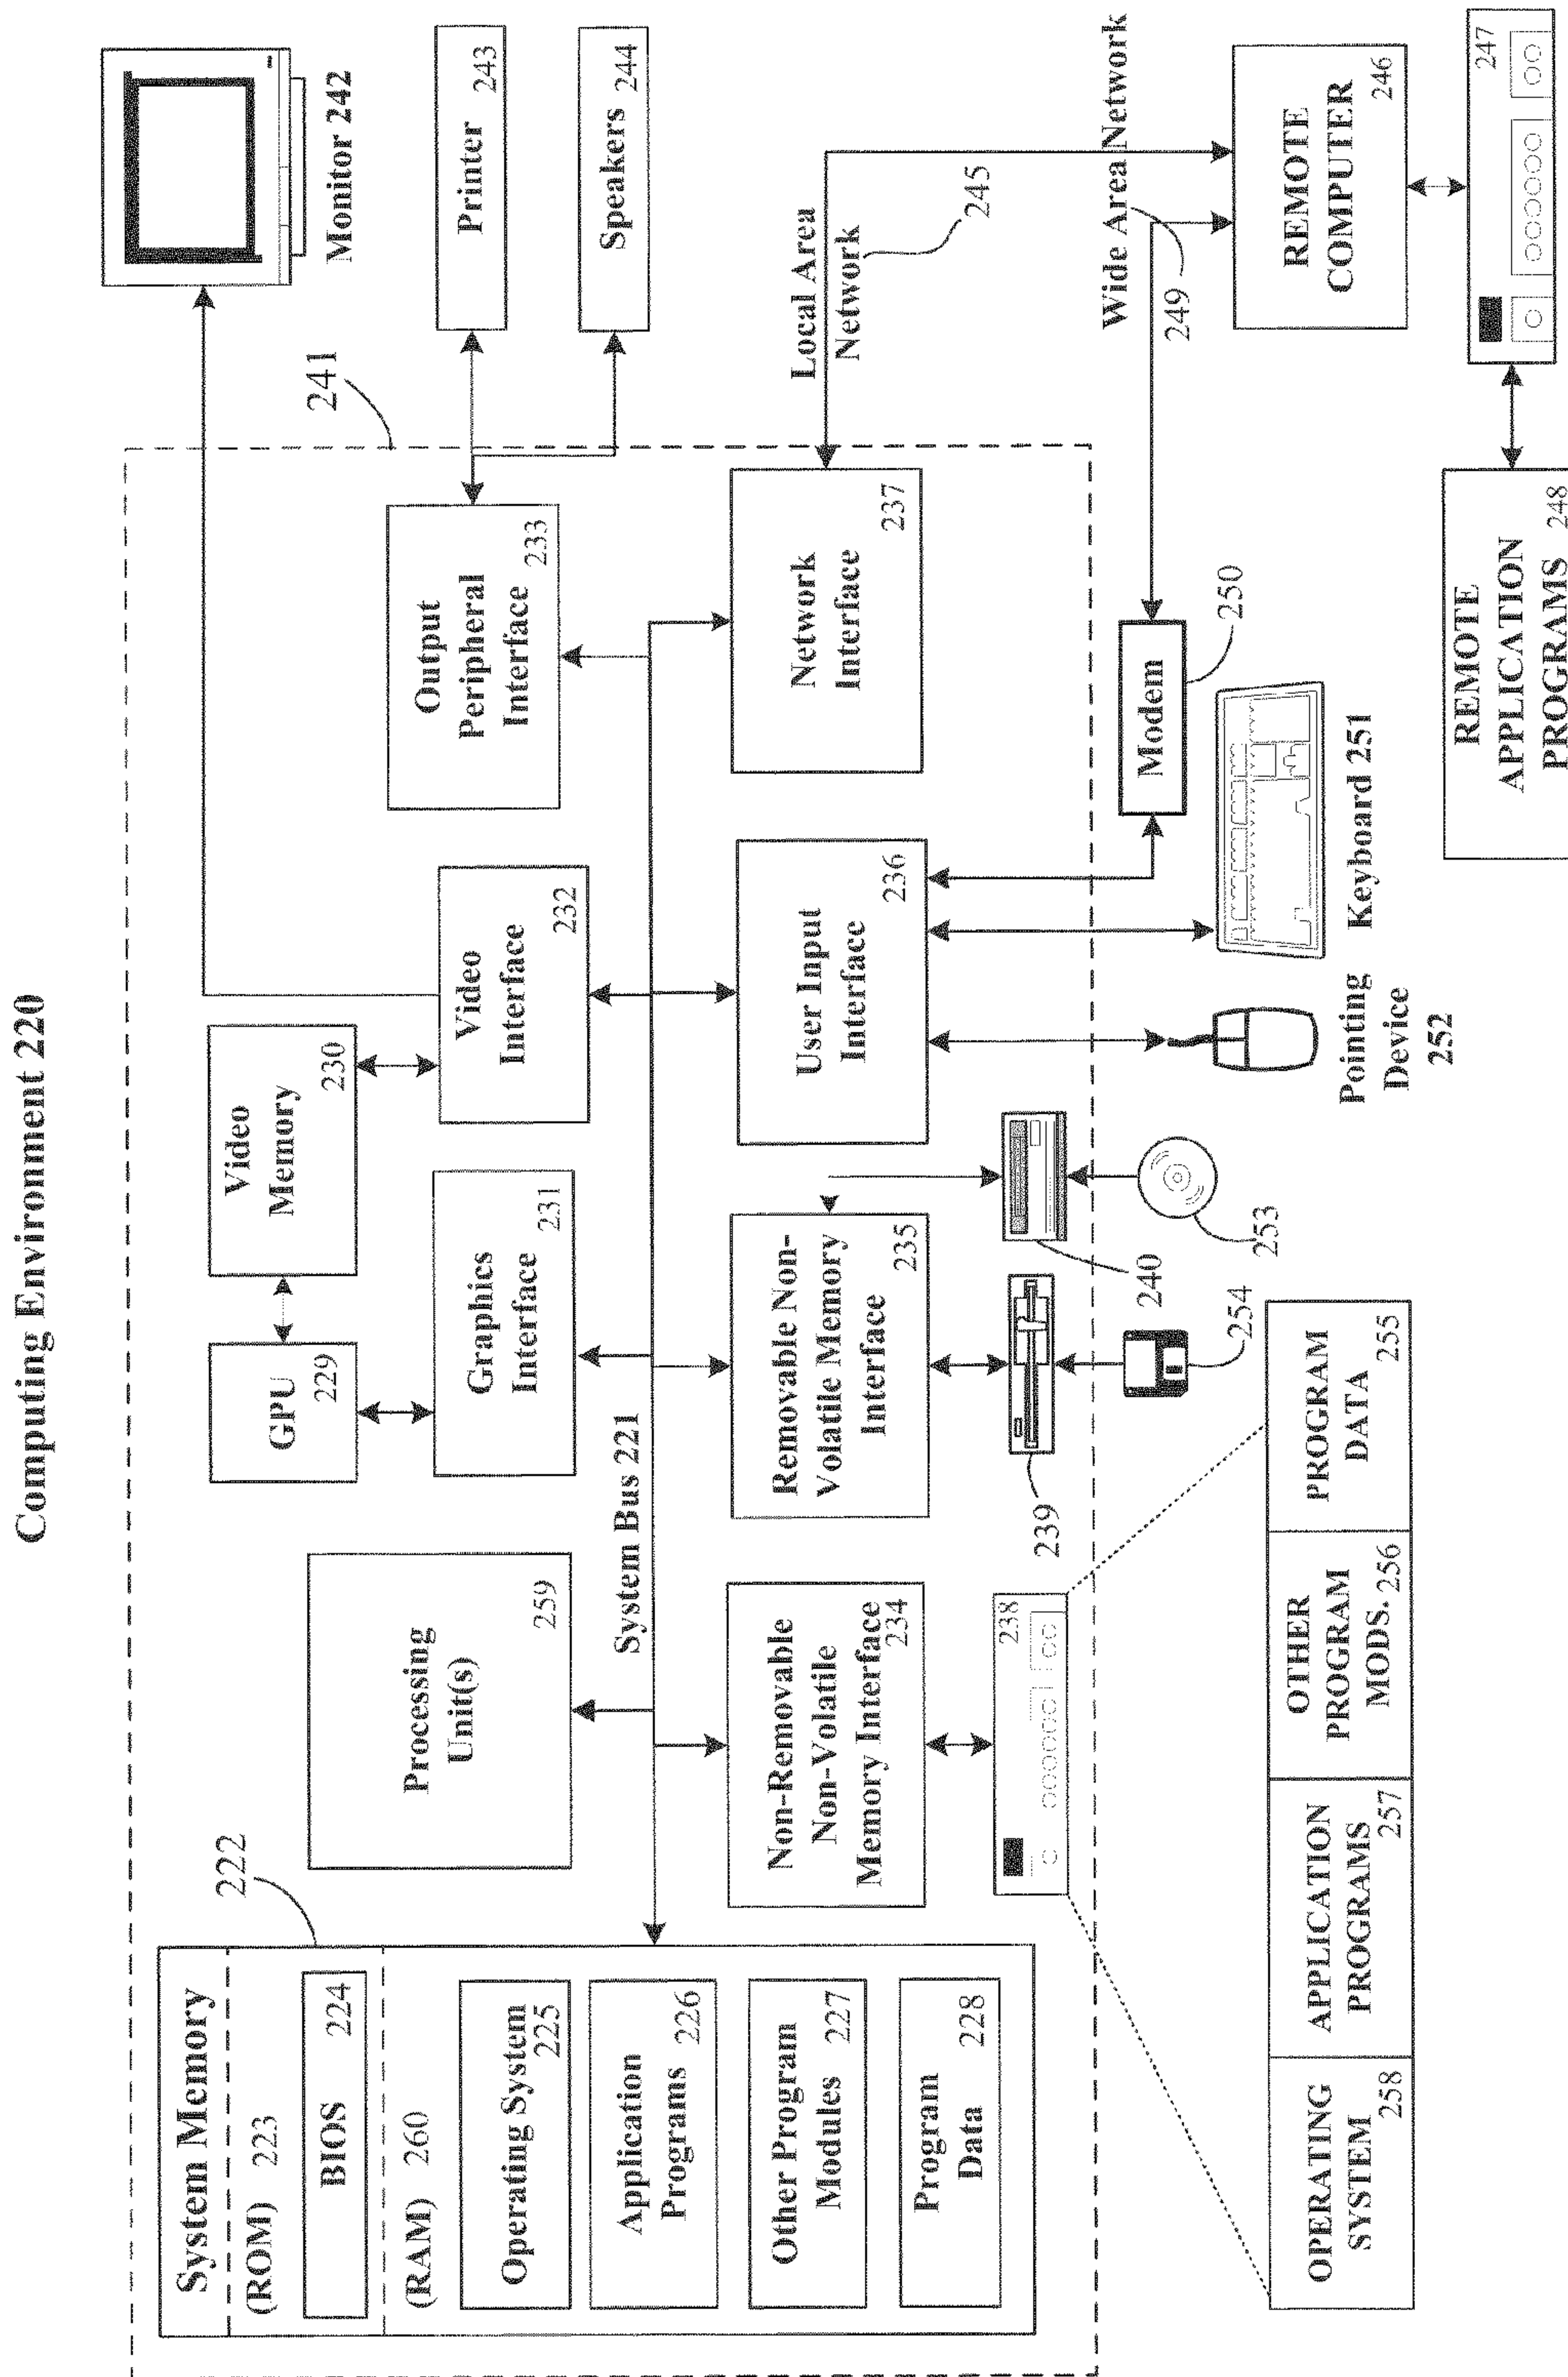 Computing Environment 220
System Memory
222
(ROM) 223
BIOS 224
(RAM) 260
Operating System
225
Application
Programs 226
Other Program
Modules 227
Program
Data 228
Processing
Unit(s)
259
System Bus 221
GPU
229
Video
Memory
230
Graphics
Interface
231
Video
Interface
232
Output
Peripheral
Interface 233
241
Monitor 242
Printer 243
Speakers 244
Non-Removable
Non-Volatile
Memory Interface
234
Removable Non-
Volatile Memory
Interface
235
User Input
Interface
236
Network
Interface
237
Local Area
Network
245
238
239
240
254
253
Modem
250
Wide Area Network
249
Pointing
Device
252
Keyboard 251
REMOTE
COMPUTER
246
247
REMOTE
APPLICATION
PROGRAMS 248
OPERATING
SYSTEM
258
APPLICATION
PROGRAMS
257
OTHER
PROGRAM
MODS. 256
PROGRAM
DATA
255